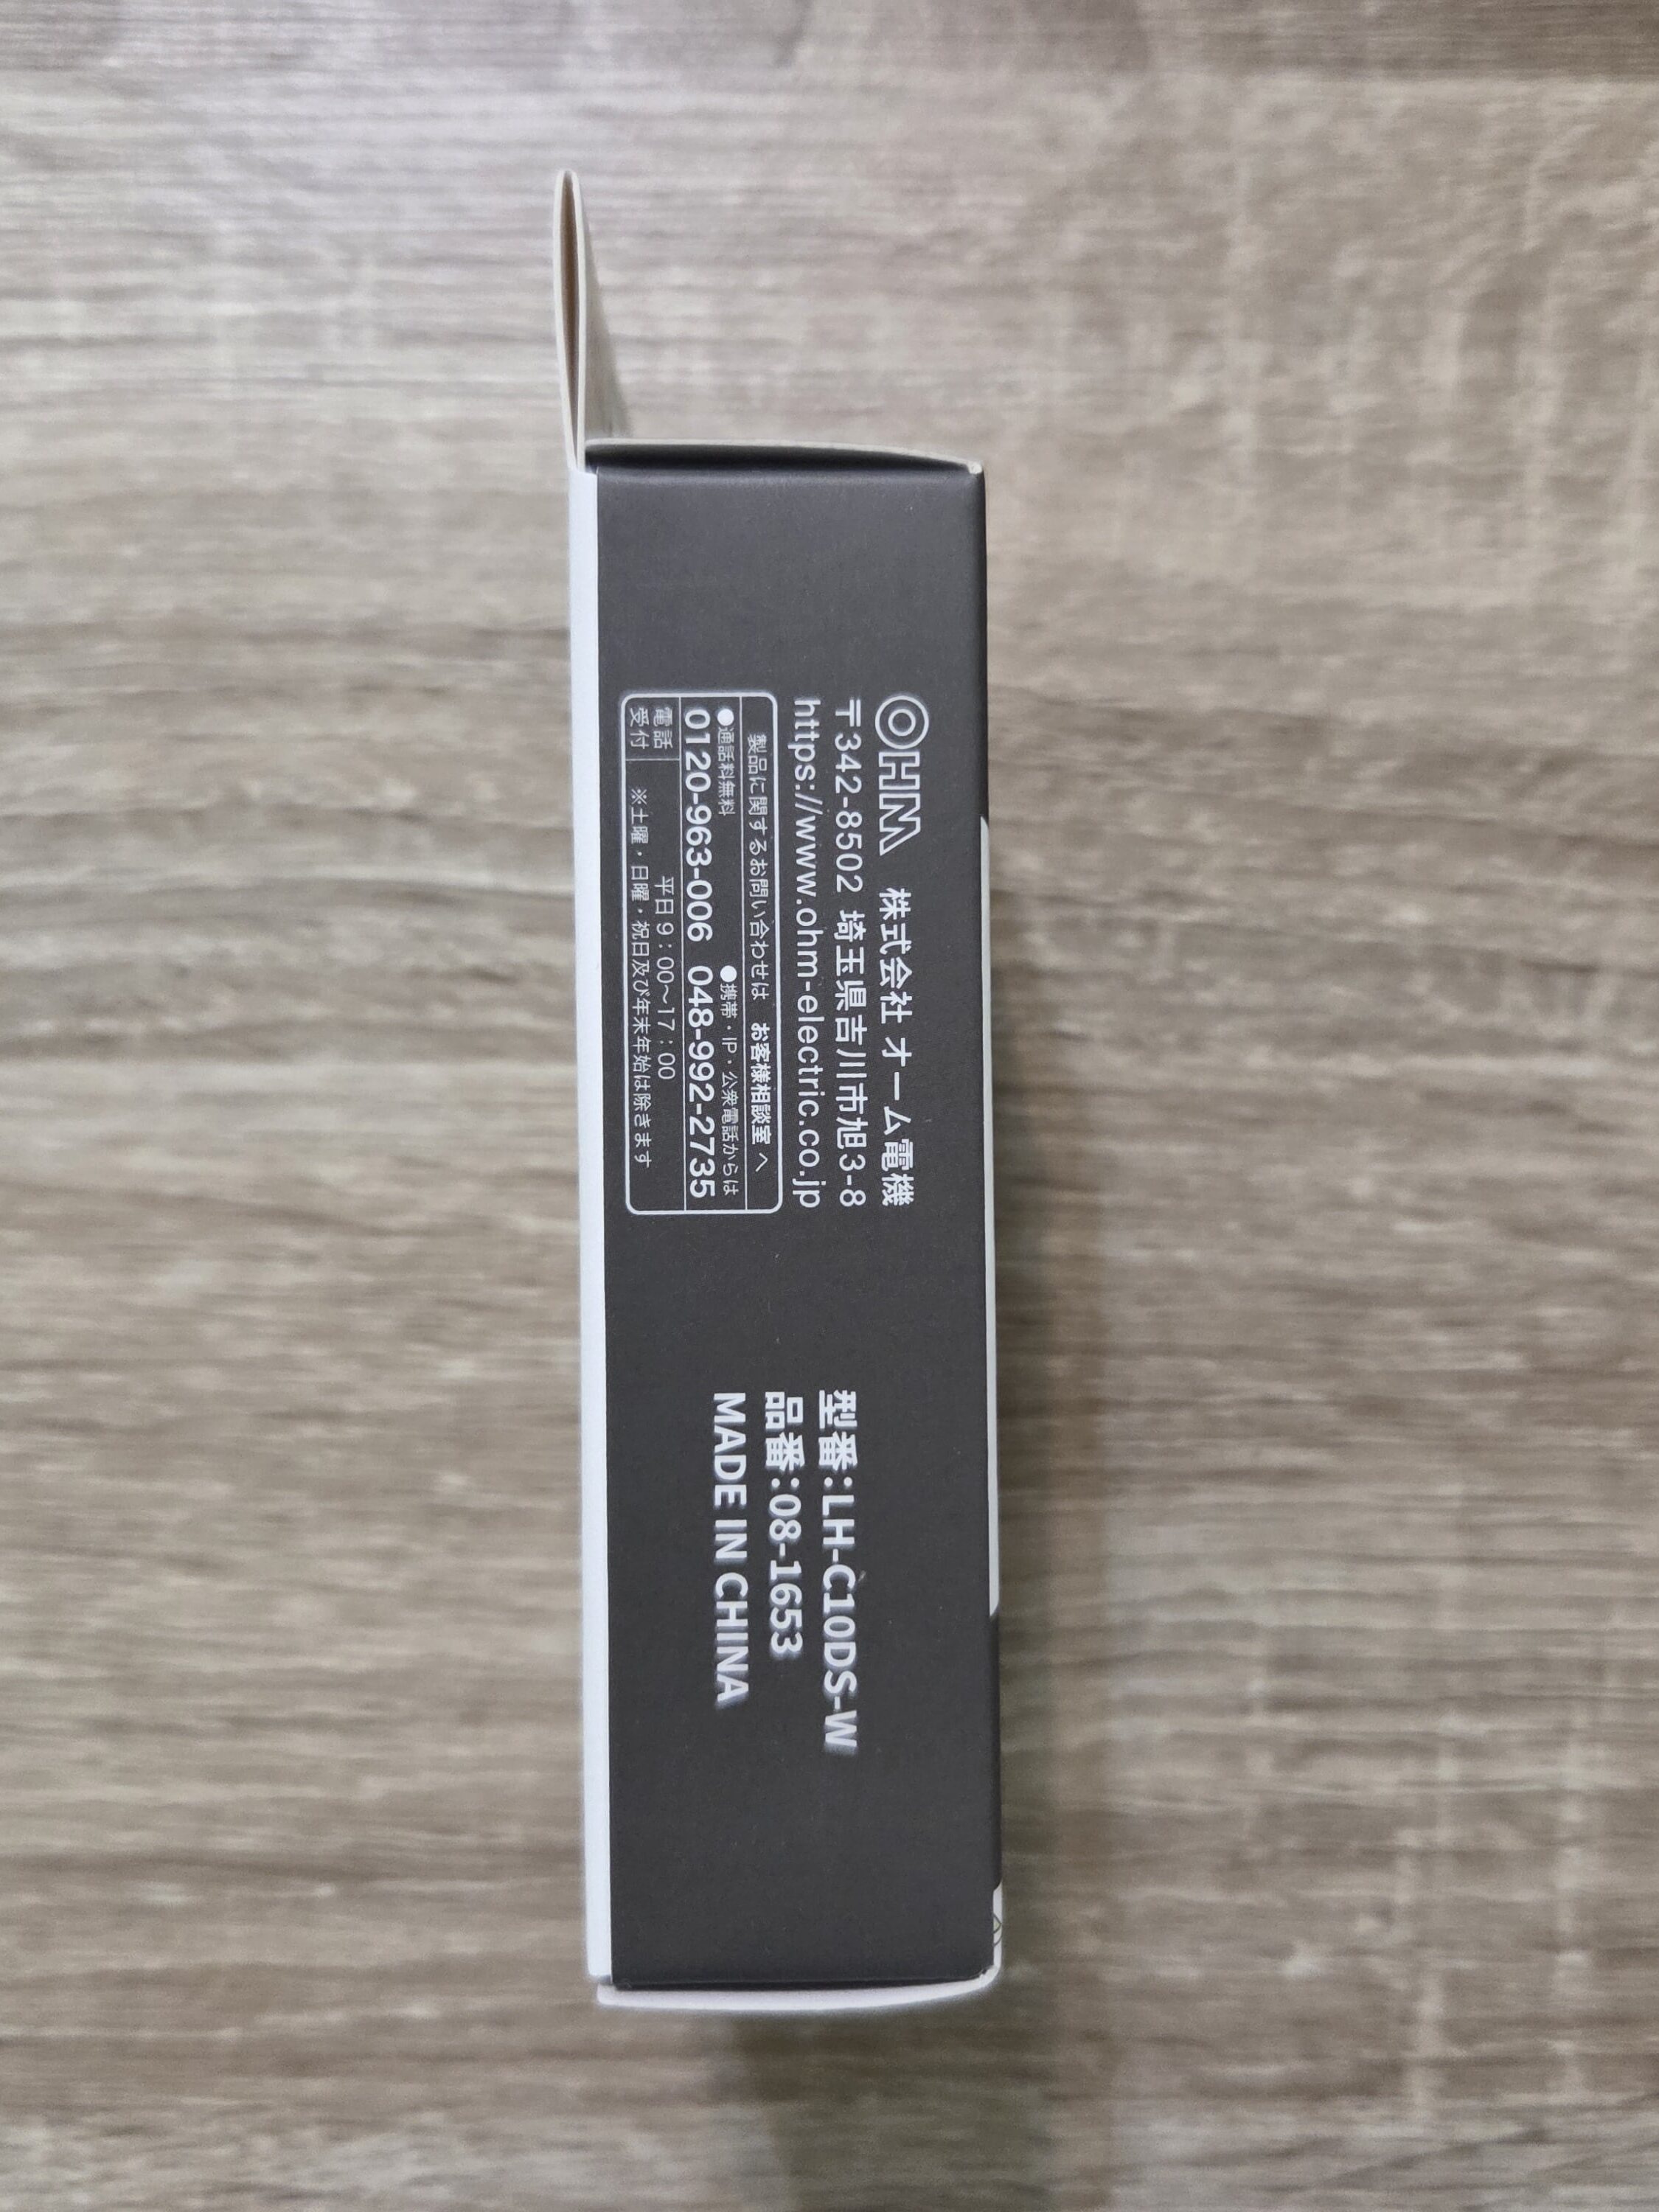 OHM 株式会社 オーム電機
〒342-8502 埼玉県吉川市旭3-8
https://www.ohm-electric.co.jp
製品に関するお問い合わせは お客様相談室 へ
●通話料無料 ●携帯・IP・公衆電話からは
0120-963-006 048-992-2735
電話受付 平日 9:00~17:00
※土曜・日曜・祝日及び年末年始は除きます
型番:LH-C10DS-W
品番:08-1653
MADE IN CHINA